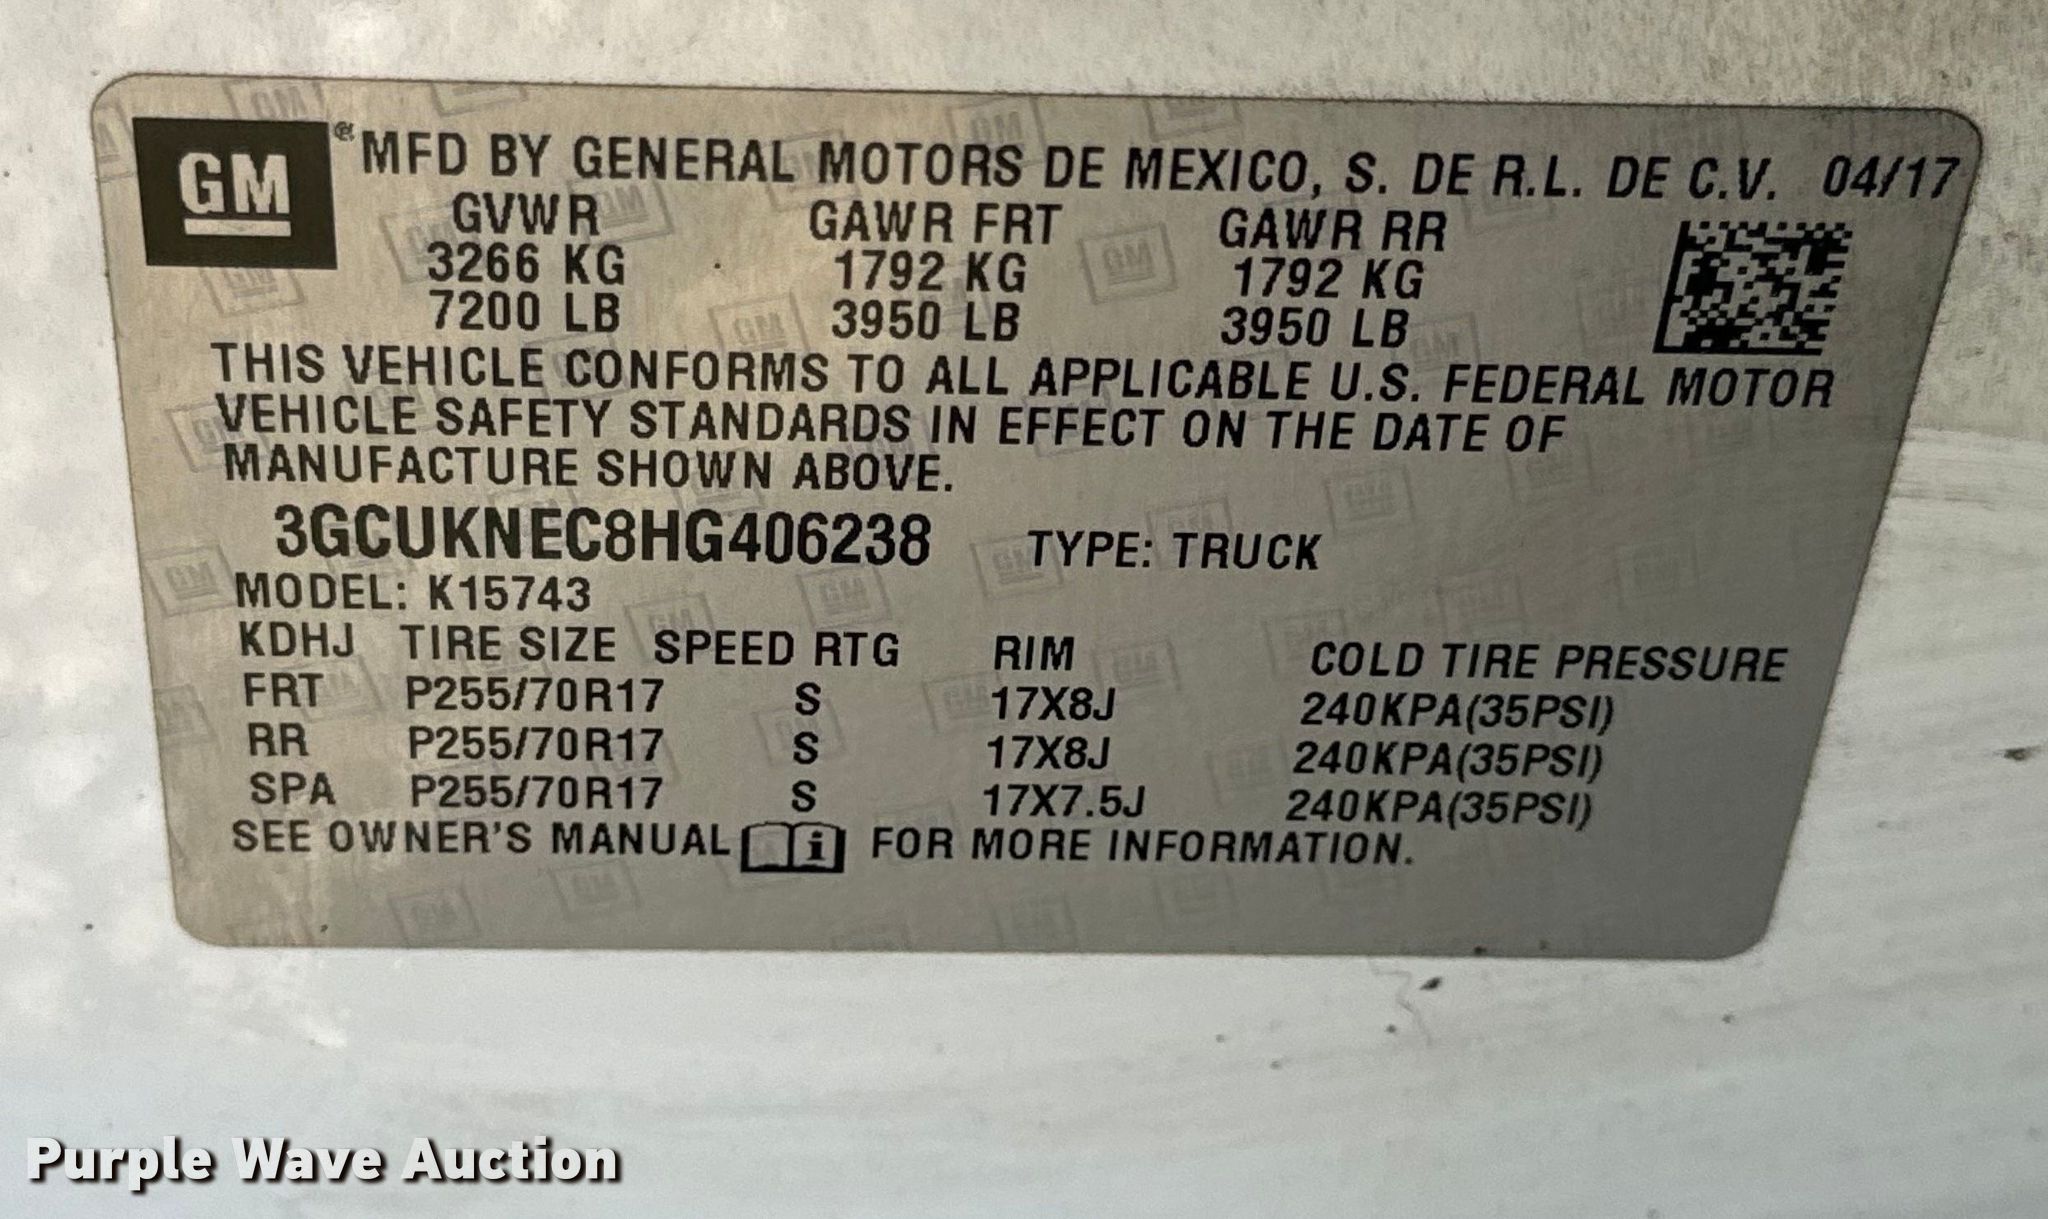 GM
® MFD BY GENERAL MOTORS DE MEXICO, S. DE R.L. DE C.V. 04/17
GVWR GAWR FRT GAWR RR
3266 KG 1792 KG 1792 KG
7200 LB 3950 LB 3950 LB
THIS VEHICLE CONFORMS TO ALL APPLICABLE U.S. FEDERAL MOTOR
VEHICLE SAFETY STANDARDS IN EFFECT ON THE DATE OF
MANUFACTURE SHOWN ABOVE.
3GCUKNEC8HG406238 TYPE: TRUCK
MODEL: K15743
KDHJ TIRE SIZE SPEED RTG RIM COLD TIRE PRESSURE
FRT P255/70R17 S 17X8J 240KPA(35PSI)
RR P255/70R17 S 17X8J 240KPA(35PSI)
SPA P255/70R17 S 17X7.5J 240KPA(35PSI)
SEE OWNER'S MANUAL i FOR MORE INFORMATION.
Purple Wave Auction